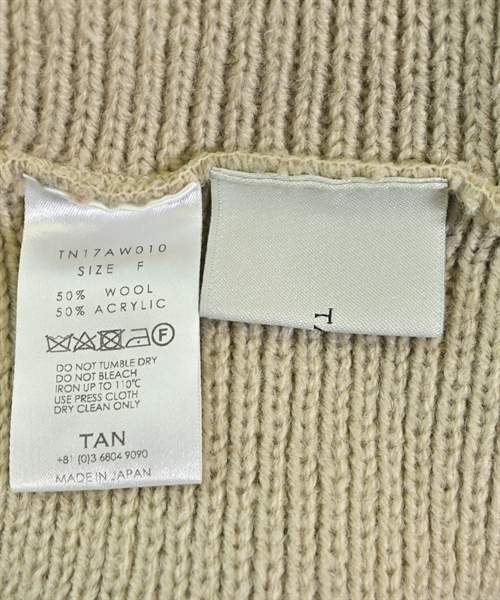 TN17AW010
SIZE F
50% WOOL
50% ACRYLIC
F
DO NOT TUMBLE DRY
DO NOT BLEACH
IRON UP TO 110℃
USE PRESS CLOTH
DRY CLEAN ONLY
TAN
+81 (0)3 6804 9090
MADE IN JAPAN